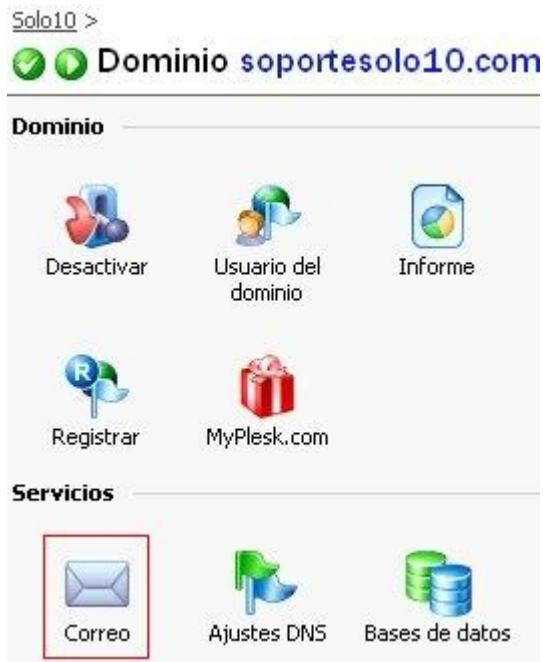 Solo10 >
Dominio soportesolo10.com
Dominio
Desactivar
Usuario del
dominio
Informe
R
Registrar
MyPlesk.com
Servicios
Correo
Ajustes DNS
Bases de datos